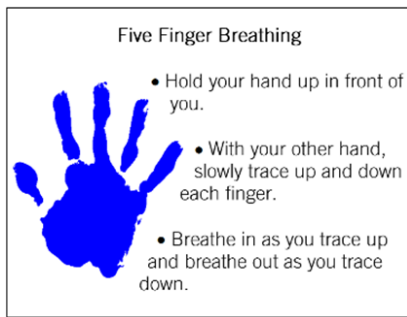 Five Finger Breathing
• Hold your hand up in front of
you.
• With your other hand,
slowly trace up and down
each finger.
• Breathe in as you trace up
and breathe out as you trace
down.